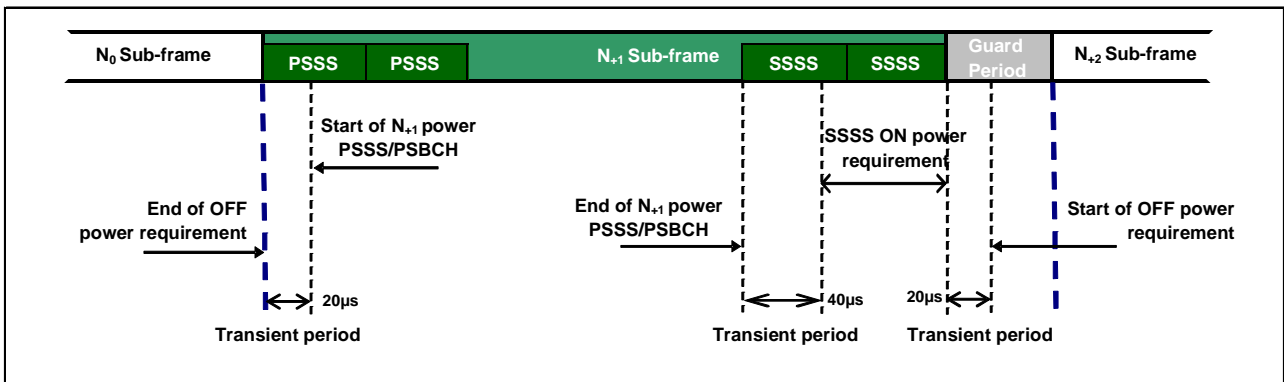 N₀ Sub-frame
PSSS
PSSS
N₊₁ Sub-frame
SSSS
SSSS
Guard
Period
N₊₂ Sub-frame
Start of N₊₁ power
PSSS/PSBCH
SSSS ON power
requirement
End of OFF
power requirement
End of N₊₁ power
PSSS/PSBCH
Start of OFF power
requirement
20µs
40µs
20µs
Transient period
Transient period
Transient period